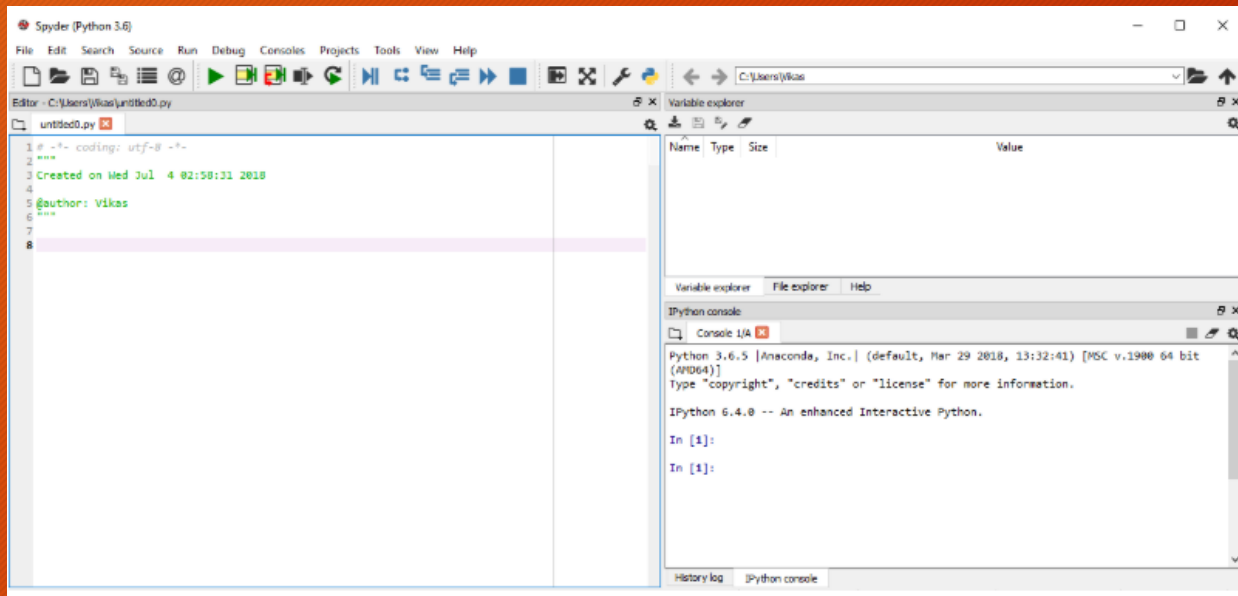 Spyder (Python 3.6)
File Edit Search Source Run Debug Consoles Projects Tools View Help
C:\Users\Vikas
Editor - C:\Users\Vikas\untitled0.py
untitled0.py
1 # -*- coding: utf-8 -*-
2 """
3 Created on Wed Jul  4 02:58:31 2018
4
5 @author: Vikas
6 """
7
8
Variable explorer
Name Type Size Value
Variable explorer File explorer Help
IPython console
Console 1/A
Python 3.6.5 |Anaconda, Inc.| (default, Mar 29 2018, 13:32:41) [MSC v.1900 64 bit
(AMD64)]
Type "copyright", "credits" or "license" for more information.
IPython 6.4.0 -- An enhanced Interactive Python.
In [1]:
In [1]:
History log IPython console